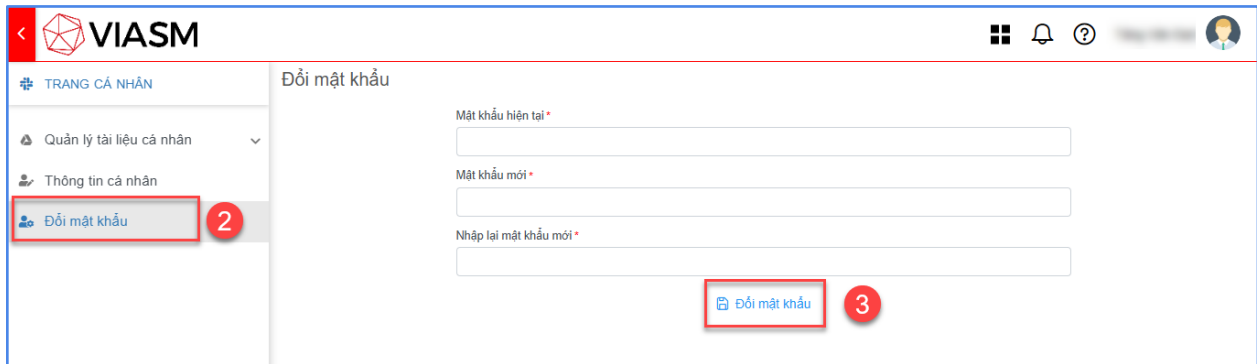 VIASM
TRANG CÁ NHÂN
Quản lý tài liệu cá nhân
Thông tin cá nhân
Đổi mật khẩu
2
Đổi mật khẩu
Mật khẩu hiện tại *
Mật khẩu mới *
Nhập lại mật khẩu mới *
Đổi mật khẩu
3